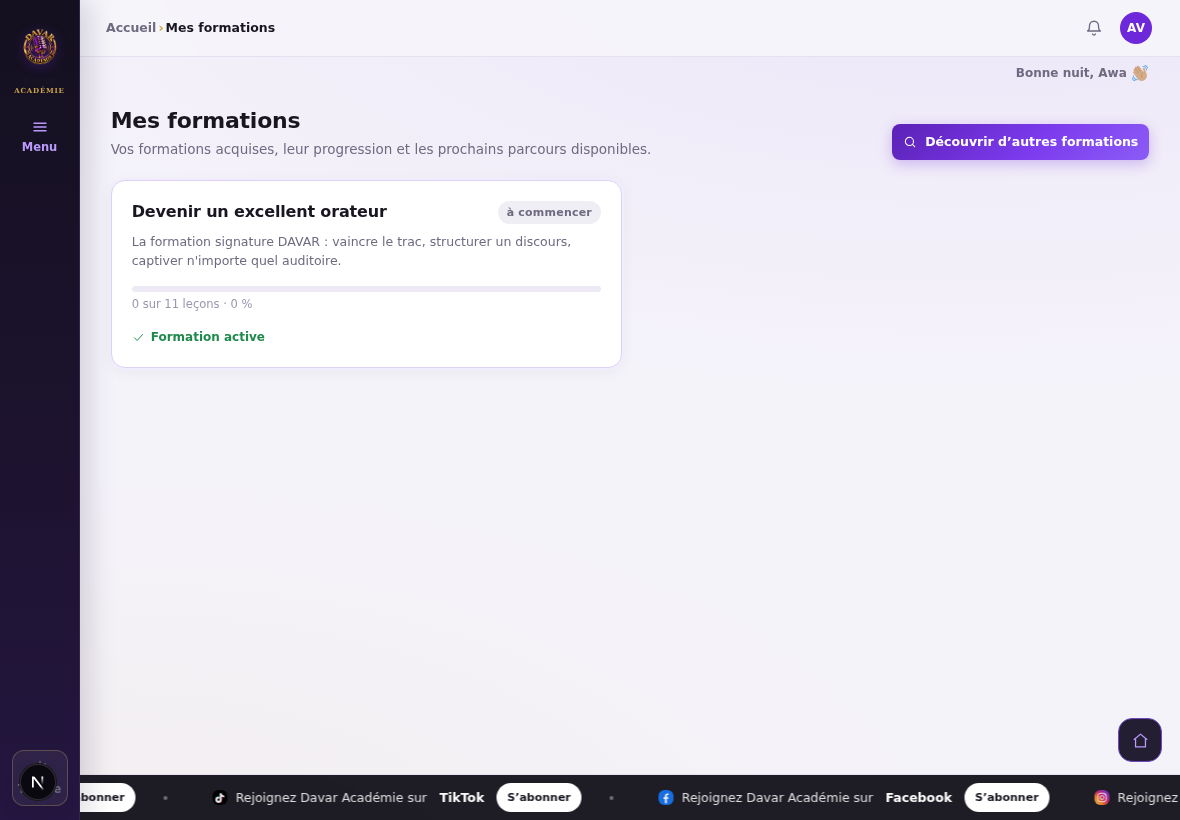 DAVAR
ACADÉMIE
Menu
Accueil › Mes formations
AV
Bonne nuit, Awa 👋🏽
Mes formations
Vos formations acquises, leur progression et les prochains parcours disponibles.
Découvrir d’autres formations
Devenir un excellent orateur
à commencer
La formation signature DAVAR : vaincre le trac, structurer un discours,
captiver n'importe quel auditoire.
0 sur 11 leçons · 0 %
Formation active
N
bonner • Rejoignez Davar Académie sur TikTok S’abonner • Rejoignez Davar Académie sur Facebook S’abonner Rejoignez